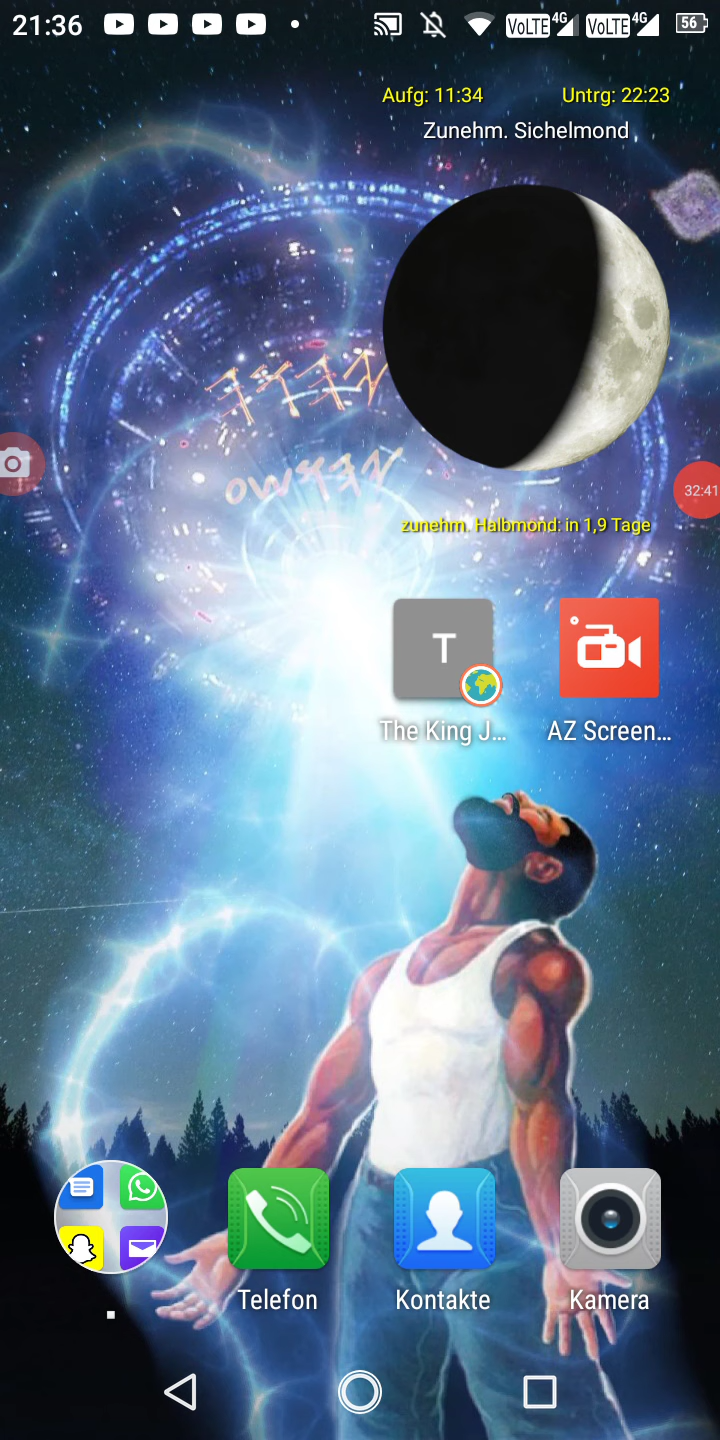 21:36
VoLTE 4G VoLTE 4G 56
Aufg: 11:34 Untrg: 22:23
Zunehm. Sichelmond
32:41
zunehm. Halbmond: in 1,9 Tage
T
The King J... AZ Screen...
Telefon Kontakte Kamera